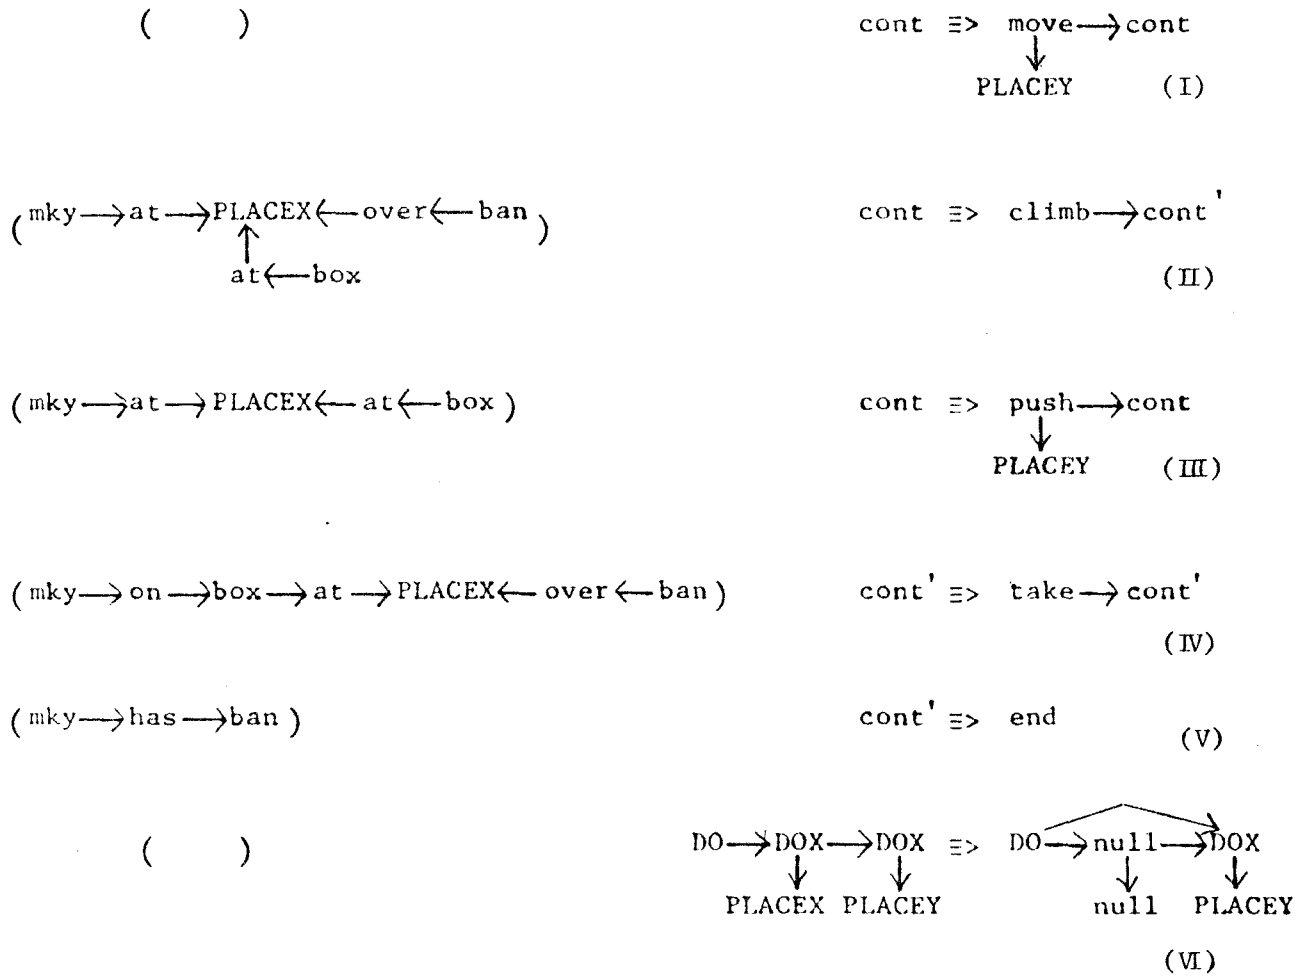 ( ) cont ≡> move→cont
↓
PLACEY (I)
(mky→at→PLACEX←over←ban) cont ≡> climb→cont'
↑
at←box (II)
(mky→at→PLACEX←at←box) cont ≡> push→cont
↓
PLACEY (III)
(mky→on→box→at→PLACEX←over←ban) cont' ≡> take→cont'
(IV)
(mky→has→ban) cont' ≡> end
(V)
( ) DO→DOX→DOX ≡> DO→null→DOX
↓ ↓ ↓ ↓
PLACEX PLACEY null PLACEY
(VI)